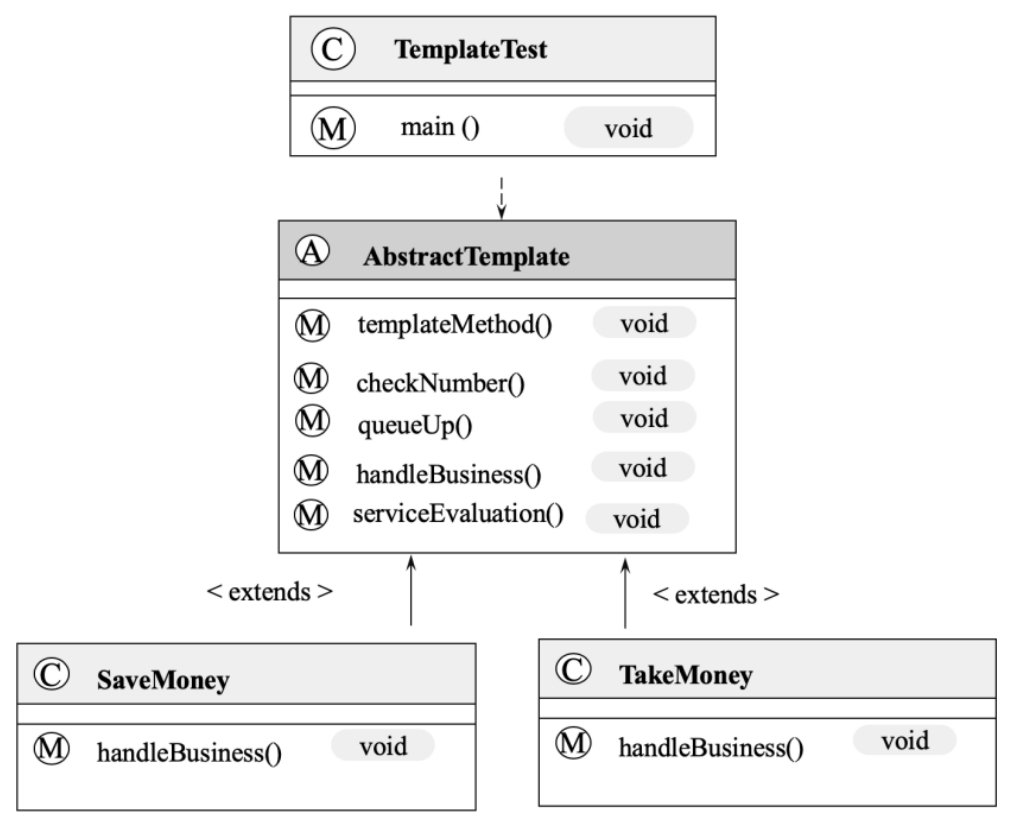 C TemplateTest
M main () void
A AbstractTemplate
M templateMethod() void
M checkNumber() void
M queueUp() void
M handleBusiness() void
M serviceEvaluation() void
< extends > < extends >
C SaveMoney
M handleBusiness() void
C TakeMoney
M handleBusiness() void